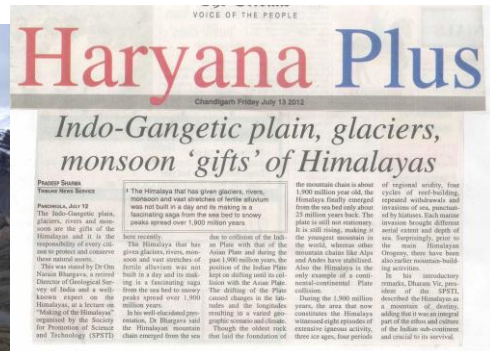 VOICE OF THE PEOPLE
Haryana Plus
Chandigarh Friday July 13 2012
Indo-Gangetic plain, glaciers,
monsoon ‘gifts’ of Himalayas
PRADEEP SHARMA
TRIBUNE NEWS SERVICE
PANCHKULA, JULY 12
The Indo-Gangetic plain,
glaciers, rivers and mon-
soon are the gifts of the
Himalayas and it is the
responsibility of every citi-
zen to protect and conserve
these natural assets.
This was stated by Dr Om
Narain Bhargava, a retired
Director of Geological Sur-
vey of India and a well-
known expert on the
Himalayas, at a lecture on
"Making of the Himalayas"
organised by the Society
for Promotion of Science
and Technology (SPSTI)
The Himalaya that has given glaciers, rivers,
monsoon and vast stretches of fertile alluvium
was not built in a day and its making is a
fascinating saga from the sea bed to snowy
peaks spread over 1,900 million years
here recently.
The Himalaya that has
given glaciers, rivers, mon-
soon and vast stretches of
fertile alluvium was not
built in a day and its mak-
ing is a fascinating saga
from the sea bed to snowy
peaks spread over 1,900
million years.
In his well-elucidated pres-
entation, Dr Bhargava said
the Himalayan mountain
chain emerged from the sea
due to collision of the Indi-
an Plate with that of the
Asian Plate and during the
past 1,900 million years, the
position of the Indian Plate
kept on shifting until its col-
lision with the Asian Plate.
The drifting of the Plate
caused changes in the lati-
tudes and the longitudes
resulting in a varied geo-
graphic scenario and climate.
Though the oldest rock
that laid the foundation of
the mountain chain is about
1,900 million year old, the
Himalaya finally emerged
from the sea bed only about
25 million years back. The
plate is still not stationary.
It is still rising, making it
the youngest mountain in
the world, whereas other
mountain chains like Alps
and Andes have stabilised.
Also the Himalaya is the
only example of a conti-
nental-continental Plate
collision.
During the 1,900 million
years, the area that now
constitutes the Himalaya
witnessed eight episodes of
extensive igneous activity,
three ice ages, four periods
of regional aridity, four
cycles of reef-building,
repeated withdrawals and
invasions of sea, punctuat-
ed by hiatuses. Each marine
invasion brought different
aerial extent and depth of
sea. Surprisingly, prior to
the main Himalayan
Orogeny, there have been
also earlier mountain-build-
ing activities.
In his introductory
remarks, Dharam Vir, pres-
ident of the SPSTI,
described the Himalaya as
a mountain of destiny,
adding that it was an integral
part of the ethos and culture
of the Indian sub-continent
and crucial to its survival.